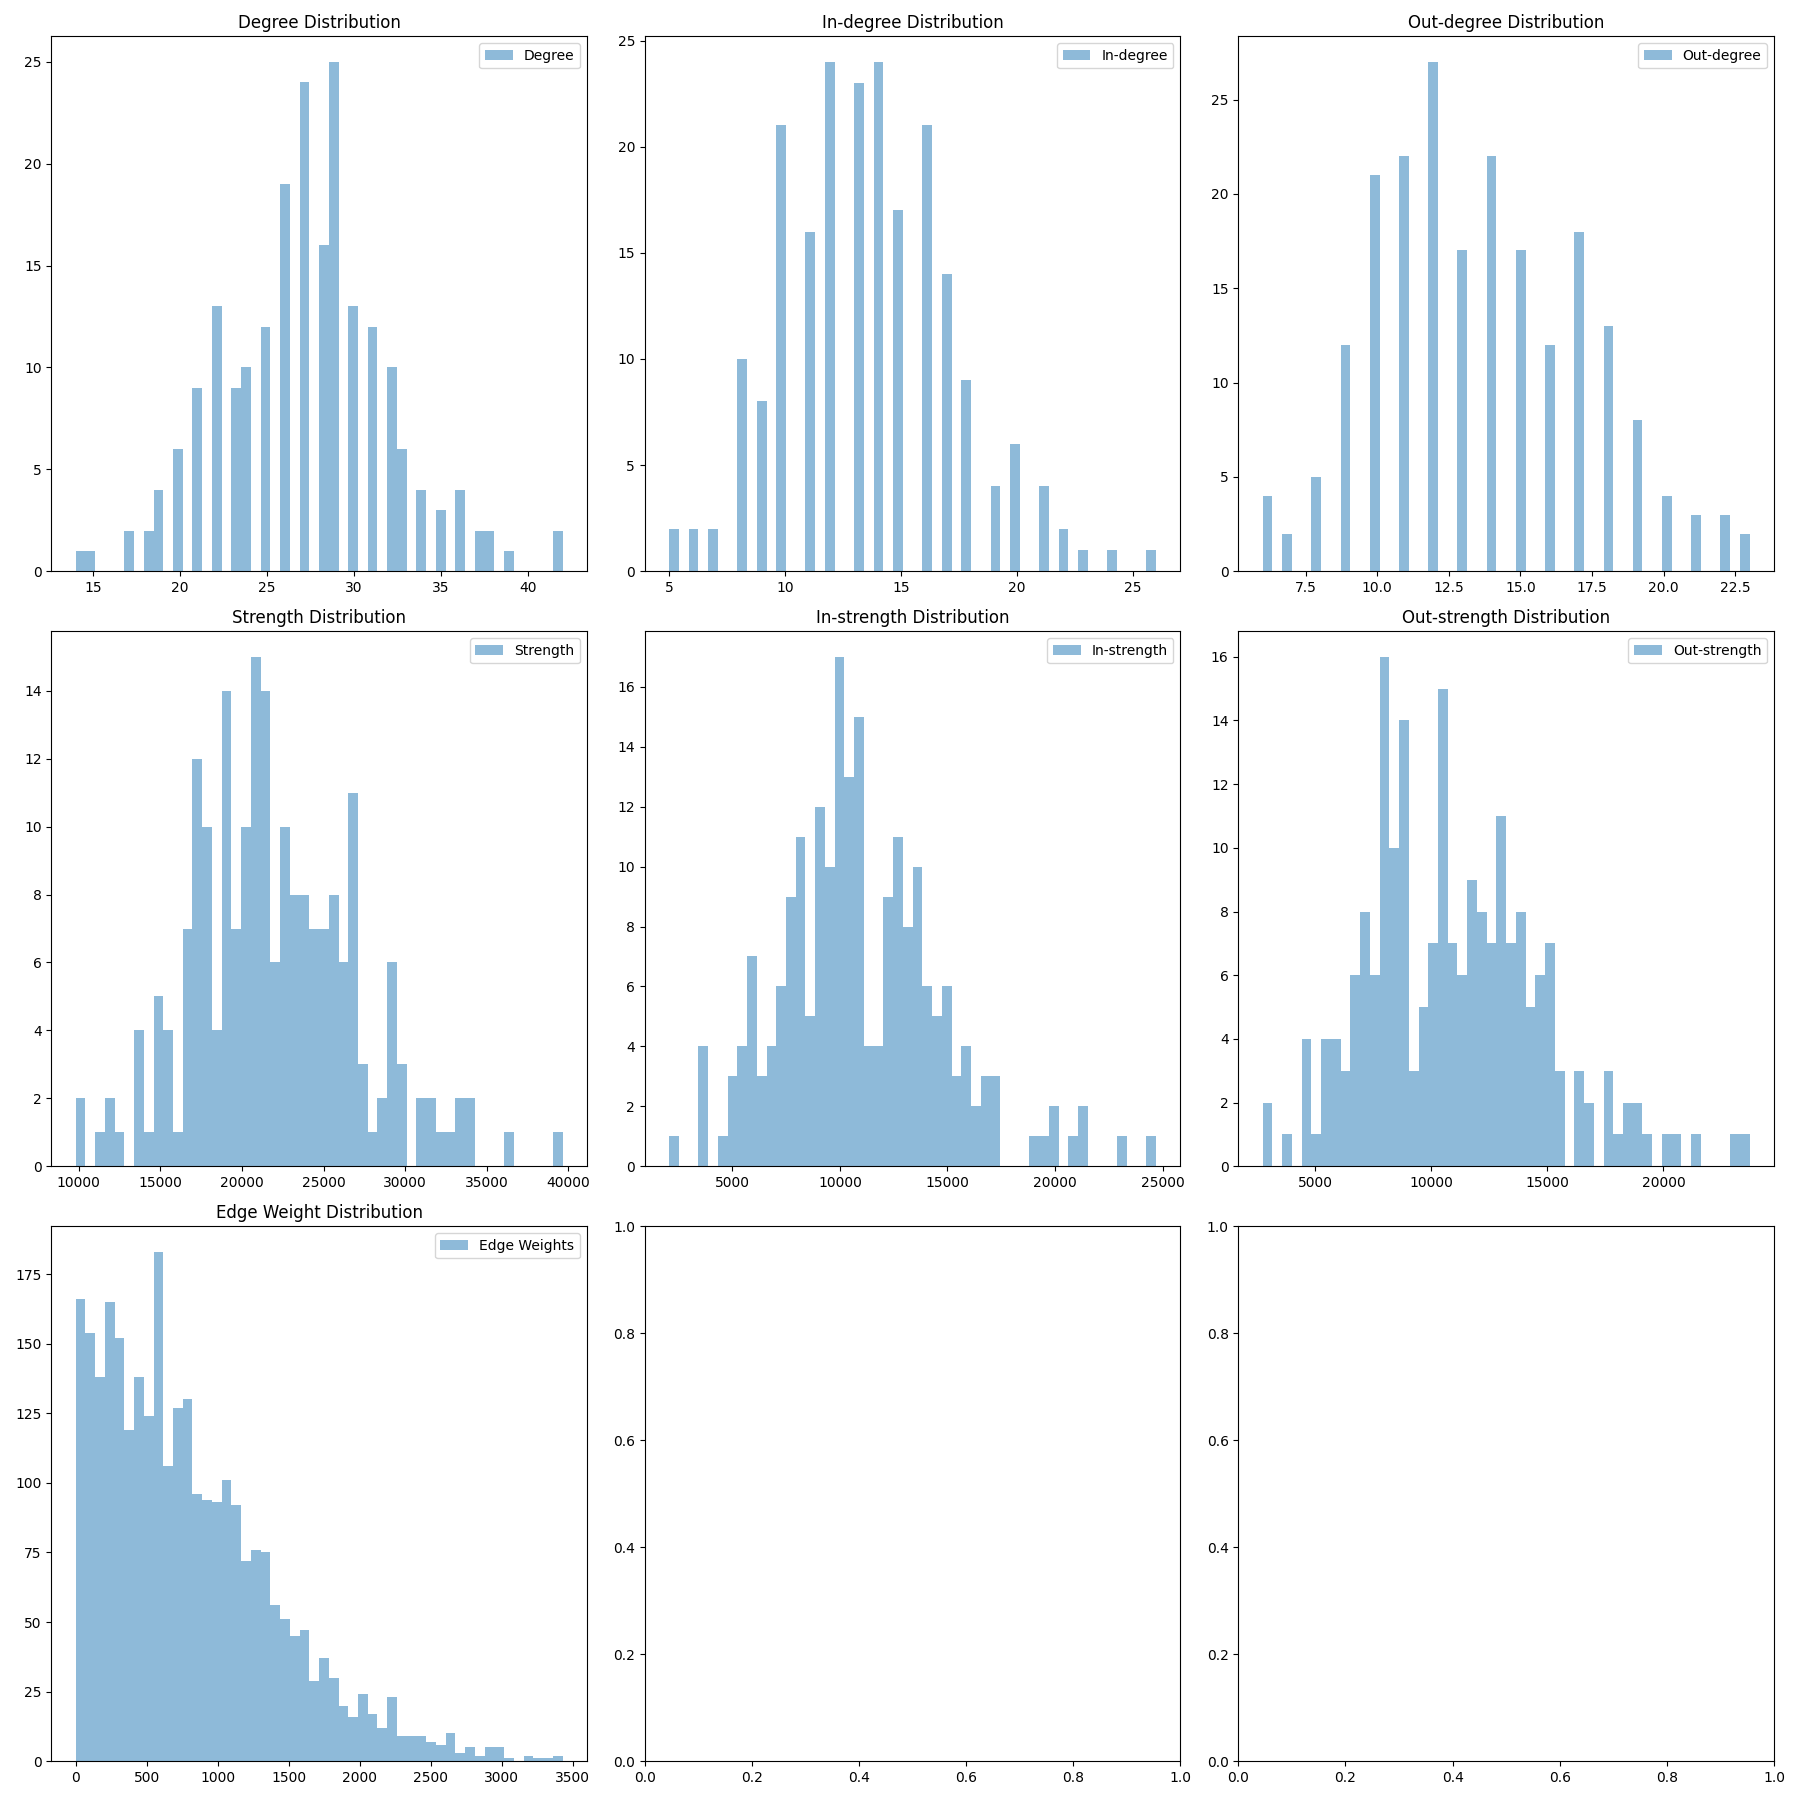 Degree Distribution
Degree
25
20
15
10
5
0
15 20 25 30 35 40
In-degree Distribution
In-degree
25
20
15
10
5
0
5 10 15 20 25
Out-degree Distribution
Out-degree
25
20
15
10
5
0
7.5 10.0 12.5 15.0 17.5 20.0 22.5
Strength Distribution
Strength
14
12
10
8
6
4
2
0
10000 15000 20000 25000 30000 35000 40000
In-strength Distribution
In-strength
16
14
12
10
8
6
4
2
0
5000 10000 15000 20000 25000
Out-strength Distribution
Out-strength
16
14
12
10
8
6
4
2
0
5000 10000 15000 20000
Edge Weight Distribution
Edge Weights
175
150
125
100
75
50
25
0
0 500 1000 1500 2000 2500 3000 3500
1.0
0.8
0.6
0.4
0.2
0.0
0.0 0.2 0.4 0.6 0.8 1.0
1.0
0.8
0.6
0.4
0.2
0.0
0.0 0.2 0.4 0.6 0.8 1.0